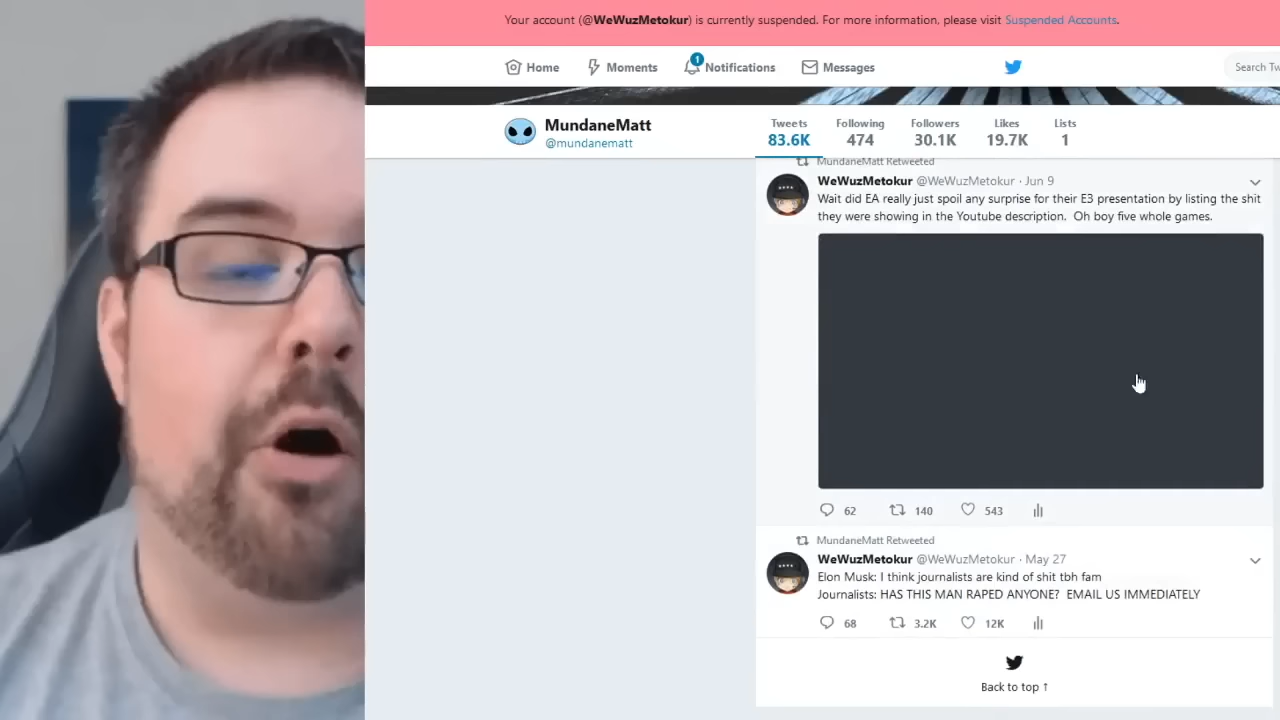 Your account (@WeWuzMetokur) is currently suspended. For more information, please visit Suspended Accounts.
Home Moments 1 Notifications Messages Search Tw
MundaneMatt
@mundanematt
Tweets Following Followers Likes Lists
83.6K 474 30.1K 19.7K 1
MundaneMatt Retweeted
WeWuzMetokur @WeWuzMetokur · Jun 9
Wait did EA really just spoil any surprise for their E3 presentation by listing the shit
they were showing in the Youtube description. Oh boy five whole games.
62 140 543
MundaneMatt Retweeted
WeWuzMetokur @WeWuzMetokur · May 27
Elon Musk: I think journalists are kind of shit tbh fam
Journalists: HAS THIS MAN RAPED ANYONE? EMAIL US IMMEDIATELY
68 3.2K 12K
Back to top ↑